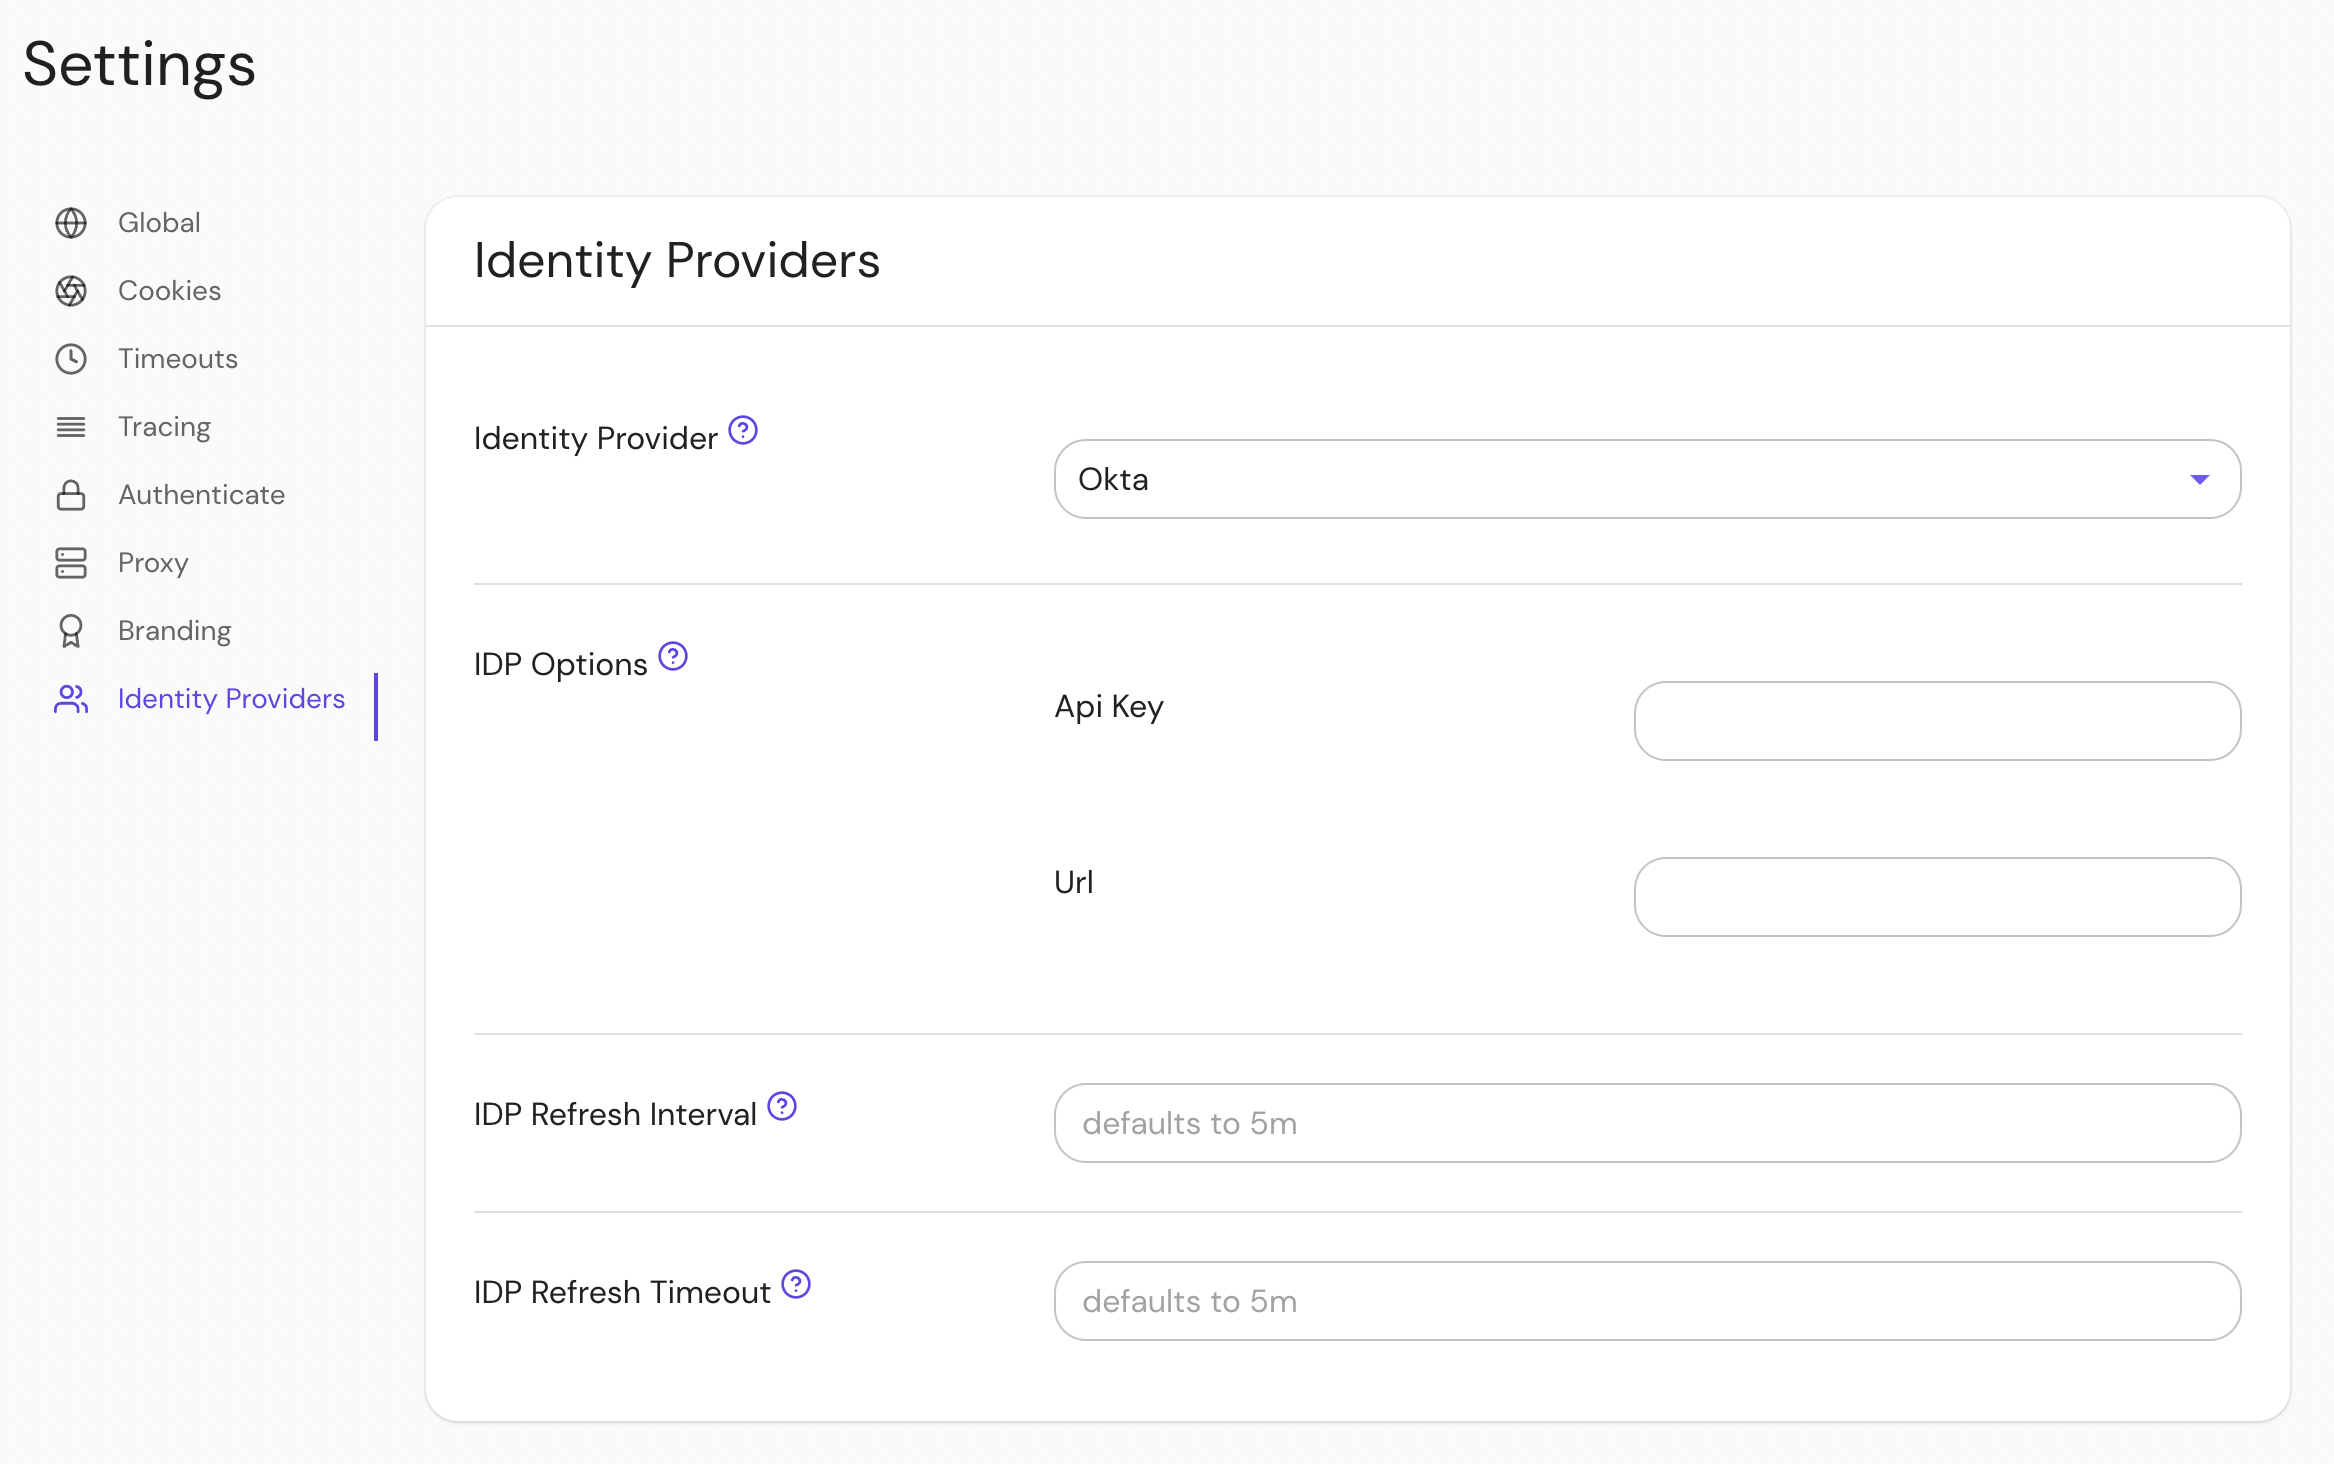 Settings
Global
Cookies
Timeouts
Tracing
Authenticate
Proxy
Branding
Identity Providers
Identity Providers
Identity Provider
Okta
IDP Options
Api Key
Url
IDP Refresh Interval
defaults to 5m
IDP Refresh Timeout
defaults to 5m